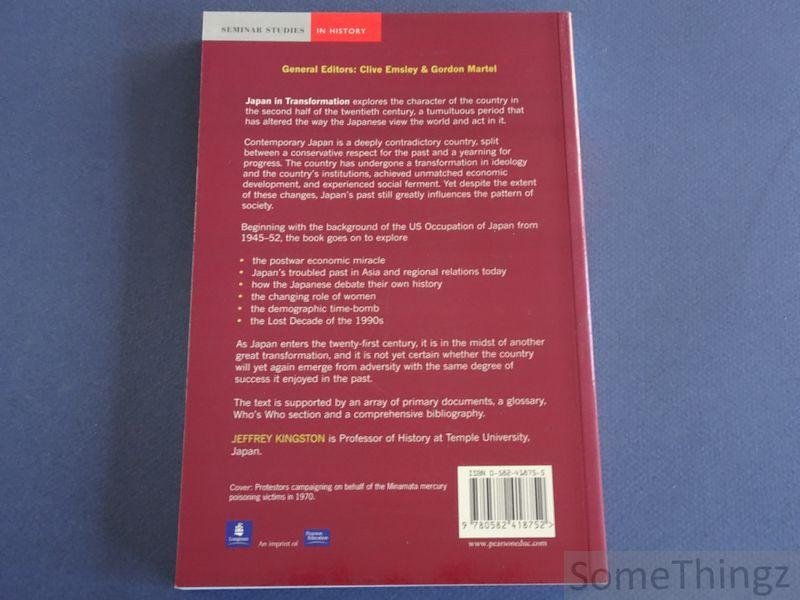 SEMINAR STUDIES IN HISTORY
General Editors: Clive Emsley & Gordon Martel
Japan in Transformation explores the character of the country in
the second half of the twentieth century, a tumultuous period that
has altered the way the Japanese view the world and act in it.
Contemporary Japan is a deeply contradictory country, split
between a conservative respect for the past and a yearning for
progress. The country has undergone a transformation in ideology
and the country's institutions, achieved unmatched economic
development, and experienced social ferment. Yet despite the extent
of these changes, Japan's past still greatly influences the pattern of
society.
Beginning with the background of the US Occupation of Japan from
1945–52, the book goes on to explore
• the postwar economic miracle
• Japan's troubled past in Asia and regional relations today
• how the Japanese debate their own history
• the changing role of women
• the demographic time-bomb
• the Lost Decade of the 1990s
As Japan enters the twenty-first century, it is in the midst of another
great transformation, and it is not yet certain whether the country
will yet again emerge from adversity with the same degree of
success it enjoyed in the past.
The text is supported by an array of primary documents, a glossary,
Who's Who section and a comprehensive bibliography.
JEFFREY KINGSTON is Professor of History at Temple University,
Japan.
Cover: Protestors campaigning on behalf of the Minamata mercury
poisoning victims in 1970.
ISBN 0-582-41875-5
9 780582 418752 >
Longman
An imprint of
Pearson Education
www.pearsoneduc.com
SomeThingz